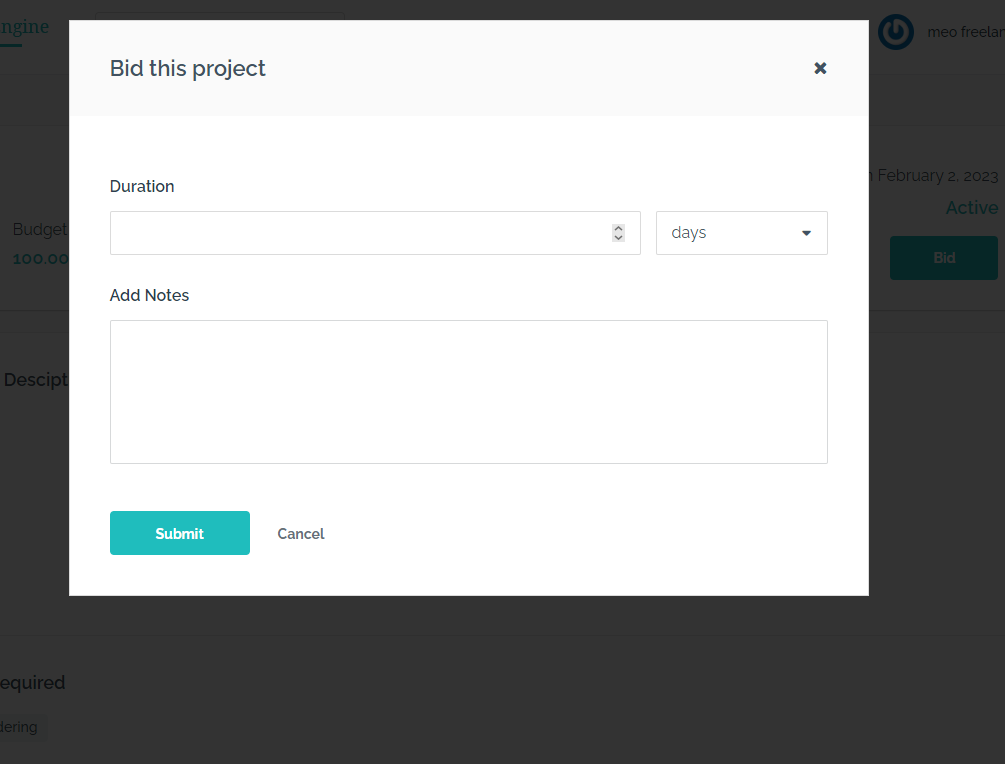 ngine
meo freelan
Bid this project
February 2, 2023
Duration
Active
Budget
days
100.00
Bid
Add Notes
Descipt
Submit
Cancel
equired
dering